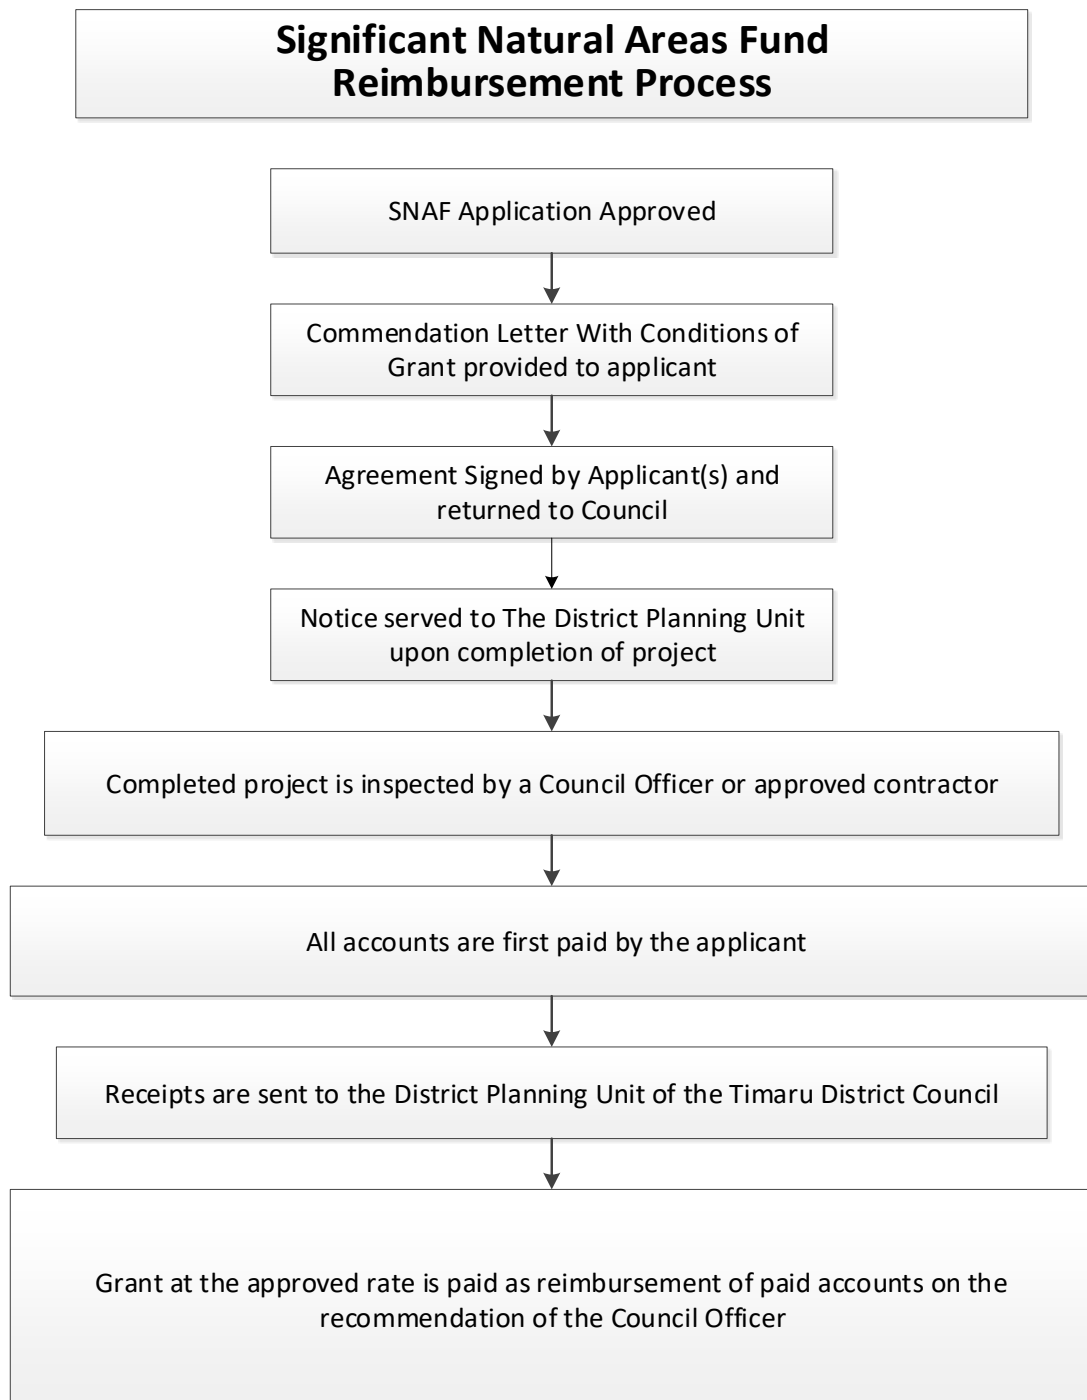 Significant Natural Areas Fund
Reimbursement Process
SNAF Application Approved
Commendation Letter With Conditions of
Grant provided to applicant
Agreement Signed by Applicant(s) and
returned to Council
Notice served to The District Planning Unit
upon completion of project
Completed project is inspected by a Council Officer or approved contractor
All accounts are first paid by the applicant
Receipts are sent to the District Planning Unit of the Timaru District Council
Grant at the approved rate is paid as reimbursement of paid accounts on the
recommendation of the Council Officer